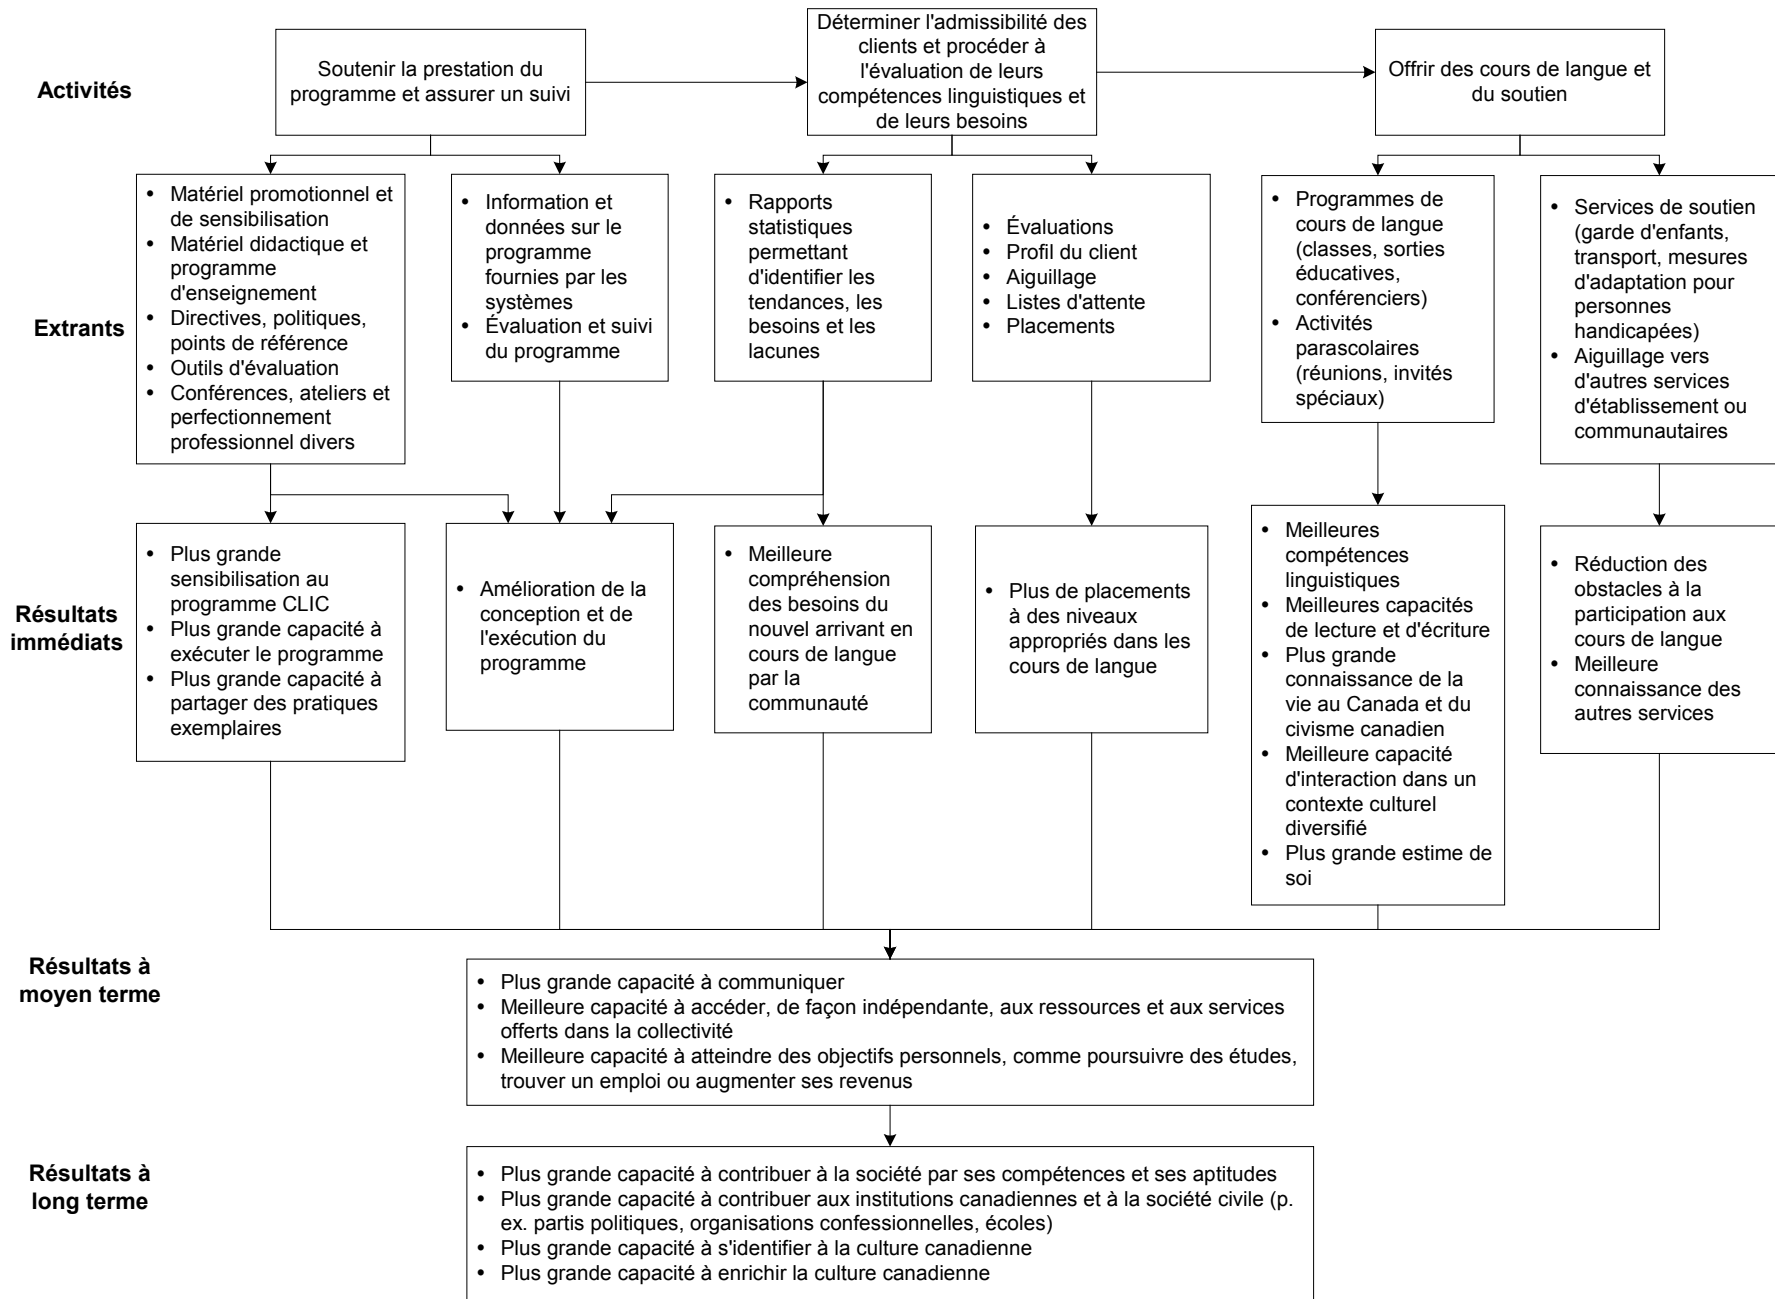 Activités
Soutenir la prestation du
programme et assurer un suivi
Déterminer l'admissibilité des
clients et procéder à
l'évaluation de leurs
compétences linguistiques et
de leurs besoins
Offrir des cours de langue et
du soutien
Extrants
• Matériel promotionnel et
de sensibilisation
• Matériel didactique et
programme
d'enseignement
• Directives, politiques,
points de référence
• Outils d'évaluation
• Conférences, ateliers et
perfectionnement
professionnel divers
• Information et
données sur le
programme
fournies par les
systèmes
• Évaluation et suivi
du programme
• Rapports
statistiques
permettant
d'identifier les
tendances, les
besoins et les
lacunes
• Évaluations
• Profil du client
• Aiguillage
• Listes d'attente
• Placements
• Programmes de
cours de langue
(classes, sorties
éducatives,
conférenciers)
• Activités
parascolaires
(réunions, invités
spéciaux)
• Services de soutien
(garde d'enfants,
transport, mesures
d'adaptation pour
personnes
handicapées)
• Aiguillage vers
d'autres services
d'établissement ou
communautaires
Résultats
immédiats
• Plus grande
sensibilisation au
programme CLIC
• Plus grande capacité à
exécuter le programme
• Plus grande capacité à
partager des pratiques
exemplaires
• Amélioration de la
conception et de
l'exécution du
programme
• Meilleure
compréhension
des besoins du
nouvel arrivant en
cours de langue
par la
communauté
• Plus de placements
à des niveaux
appropriés dans les
cours de langue
• Meilleures
compétences
linguistiques
• Meilleures capacités
de lecture et d'écriture
• Plus grande
connaissance de la
vie au Canada et du
civisme canadien
• Meilleure capacité
d'interaction dans un
contexte culturel
diversifié
• Plus grande estime de
soi
• Réduction des
obstacles à la
participation aux
cours de langue
• Meilleure
connaissance des
autres services
Résultats à
moyen terme
• Plus grande capacité à communiquer
• Meilleure capacité à accéder, de façon indépendante, aux ressources et aux services
offerts dans la collectivité
• Meilleure capacité à atteindre des objectifs personnels, comme poursuivre des études,
trouver un emploi ou augmenter ses revenus
Résultats à
long terme
• Plus grande capacité à contribuer à la société par ses compétences et ses aptitudes
• Plus grande capacité à contribuer aux institutions canadiennes et à la société civile (p.
ex. partis politiques, organisations confessionnelles, écoles)
• Plus grande capacité à s'identifier à la culture canadienne
• Plus grande capacité à enrichir la culture canadienne